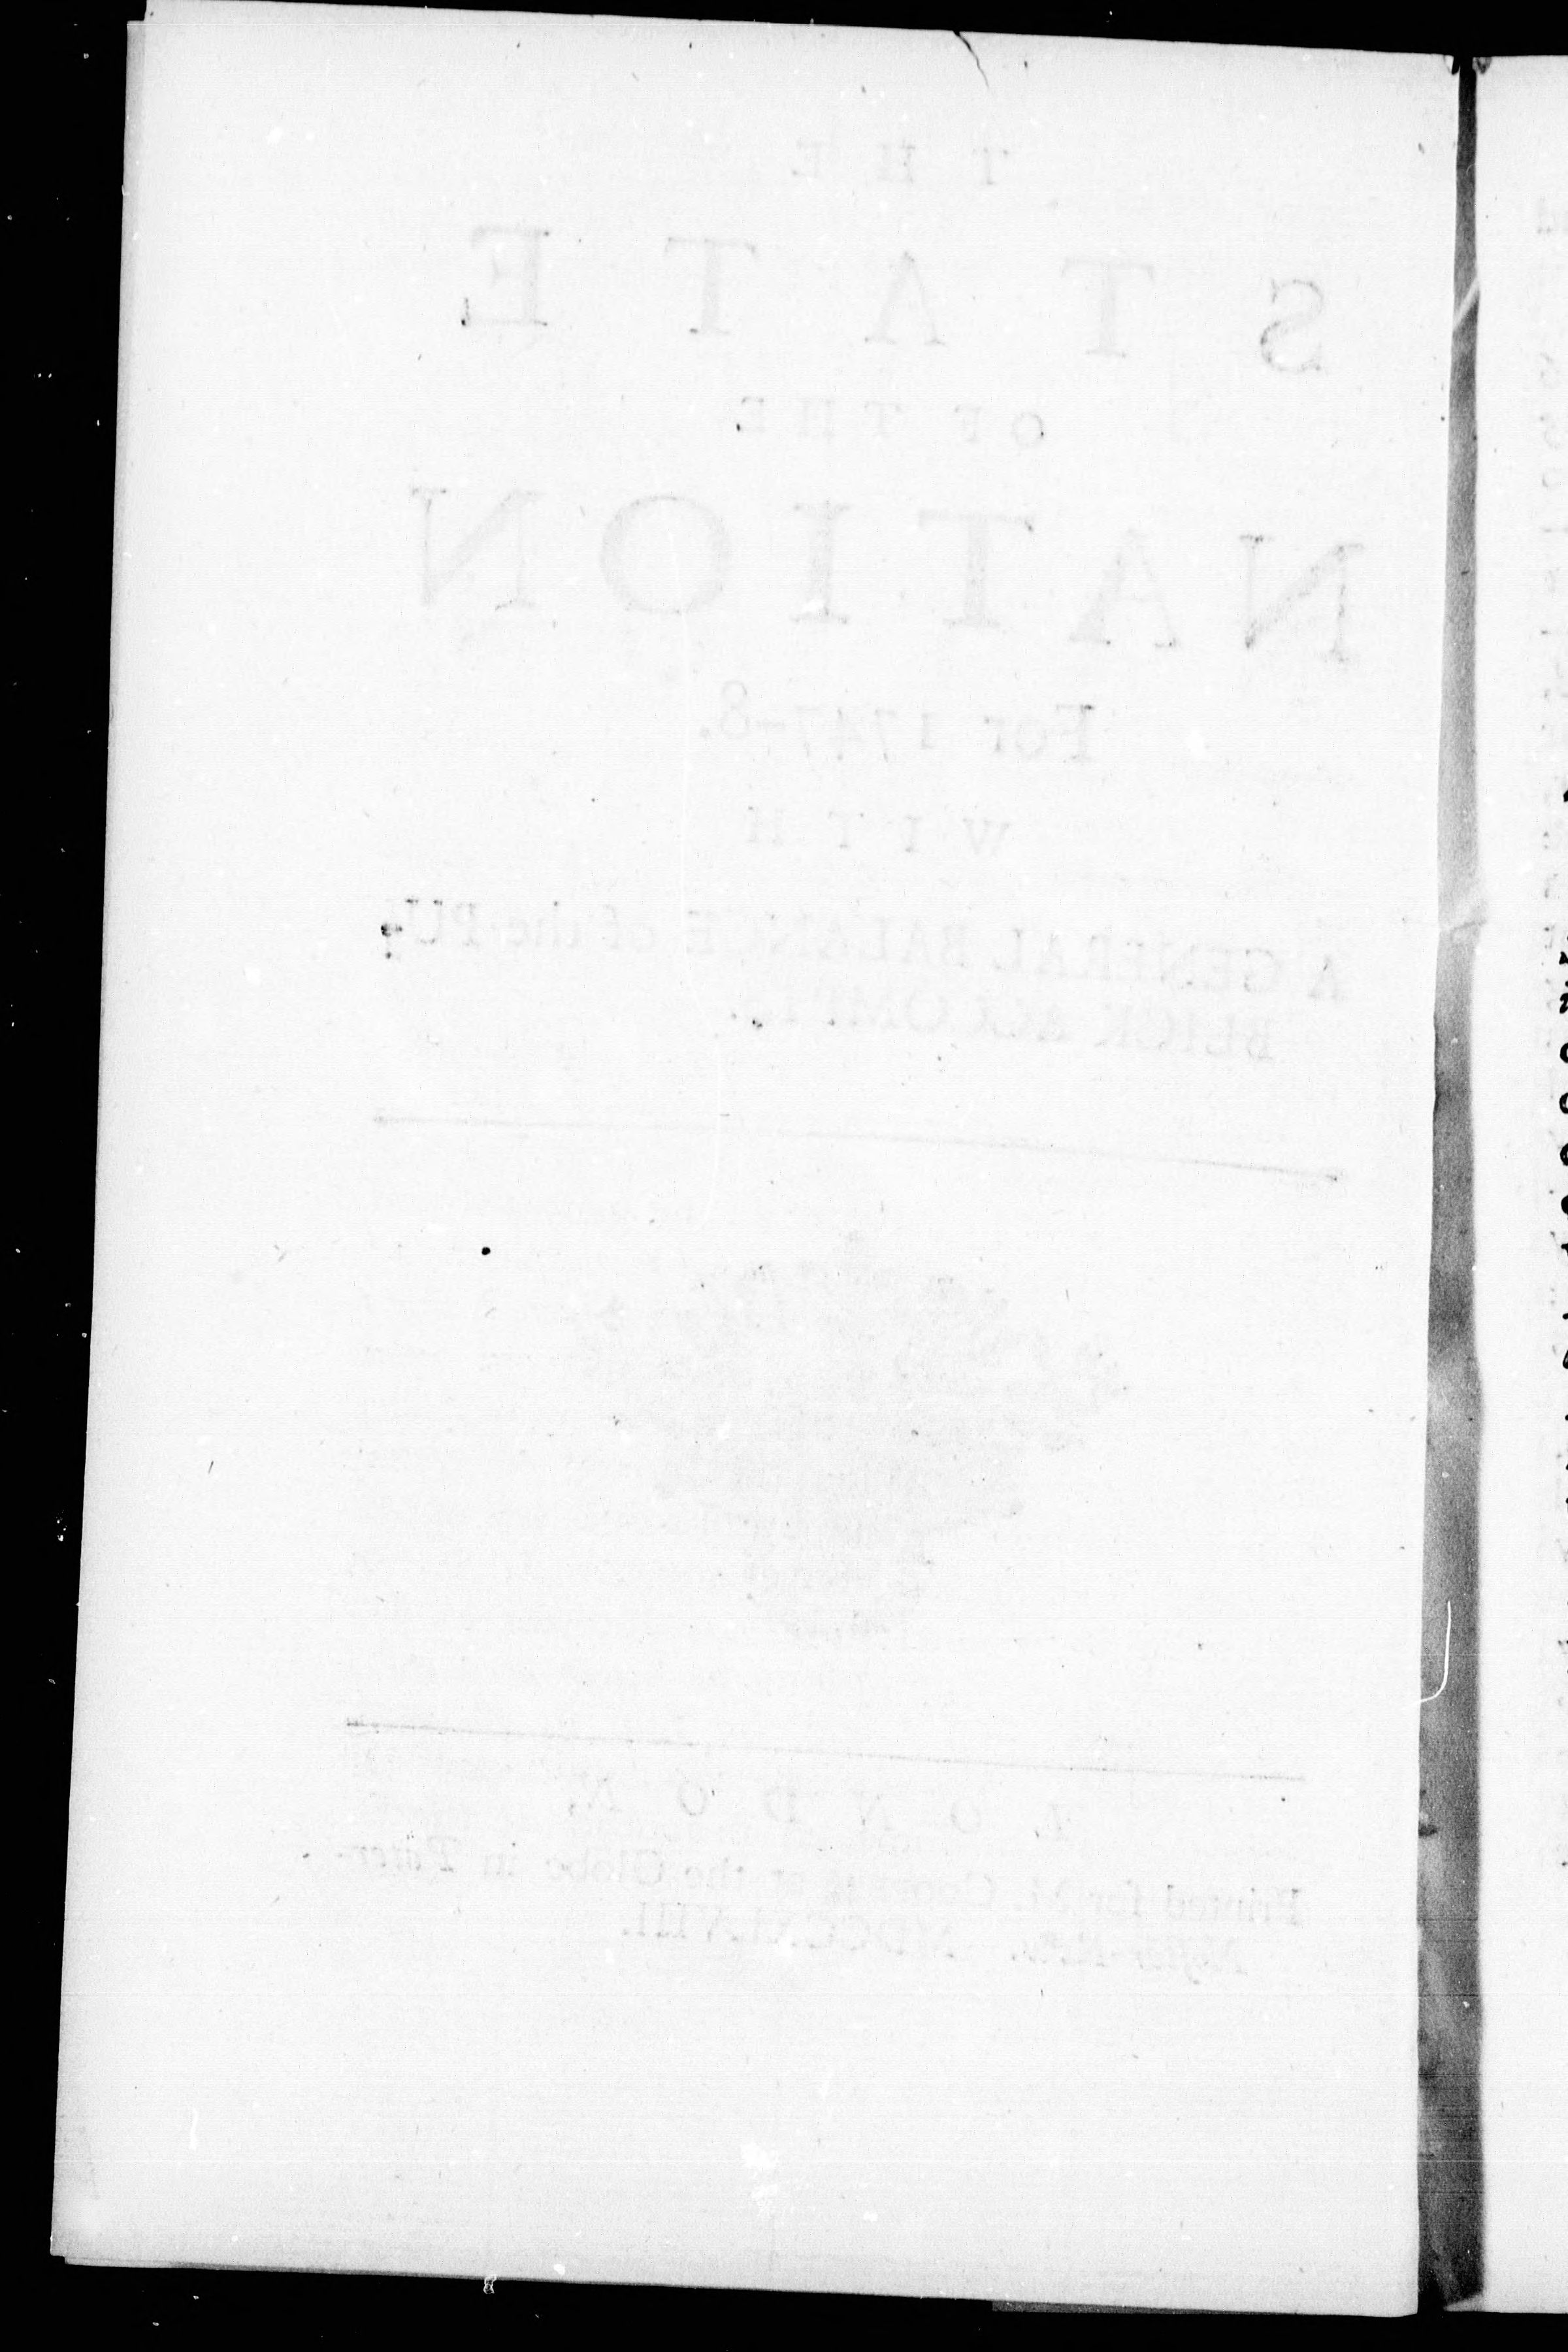 THE
STATE
OF THE
NATION
For 1747-8.
WITH
A GENERAL BALANCE of the PU-
BLICK ACCOMPTS.
LONDON,
Printed for M. Cooper at the Globe in Pater-
Noster-Row. MDCCXLVIII.